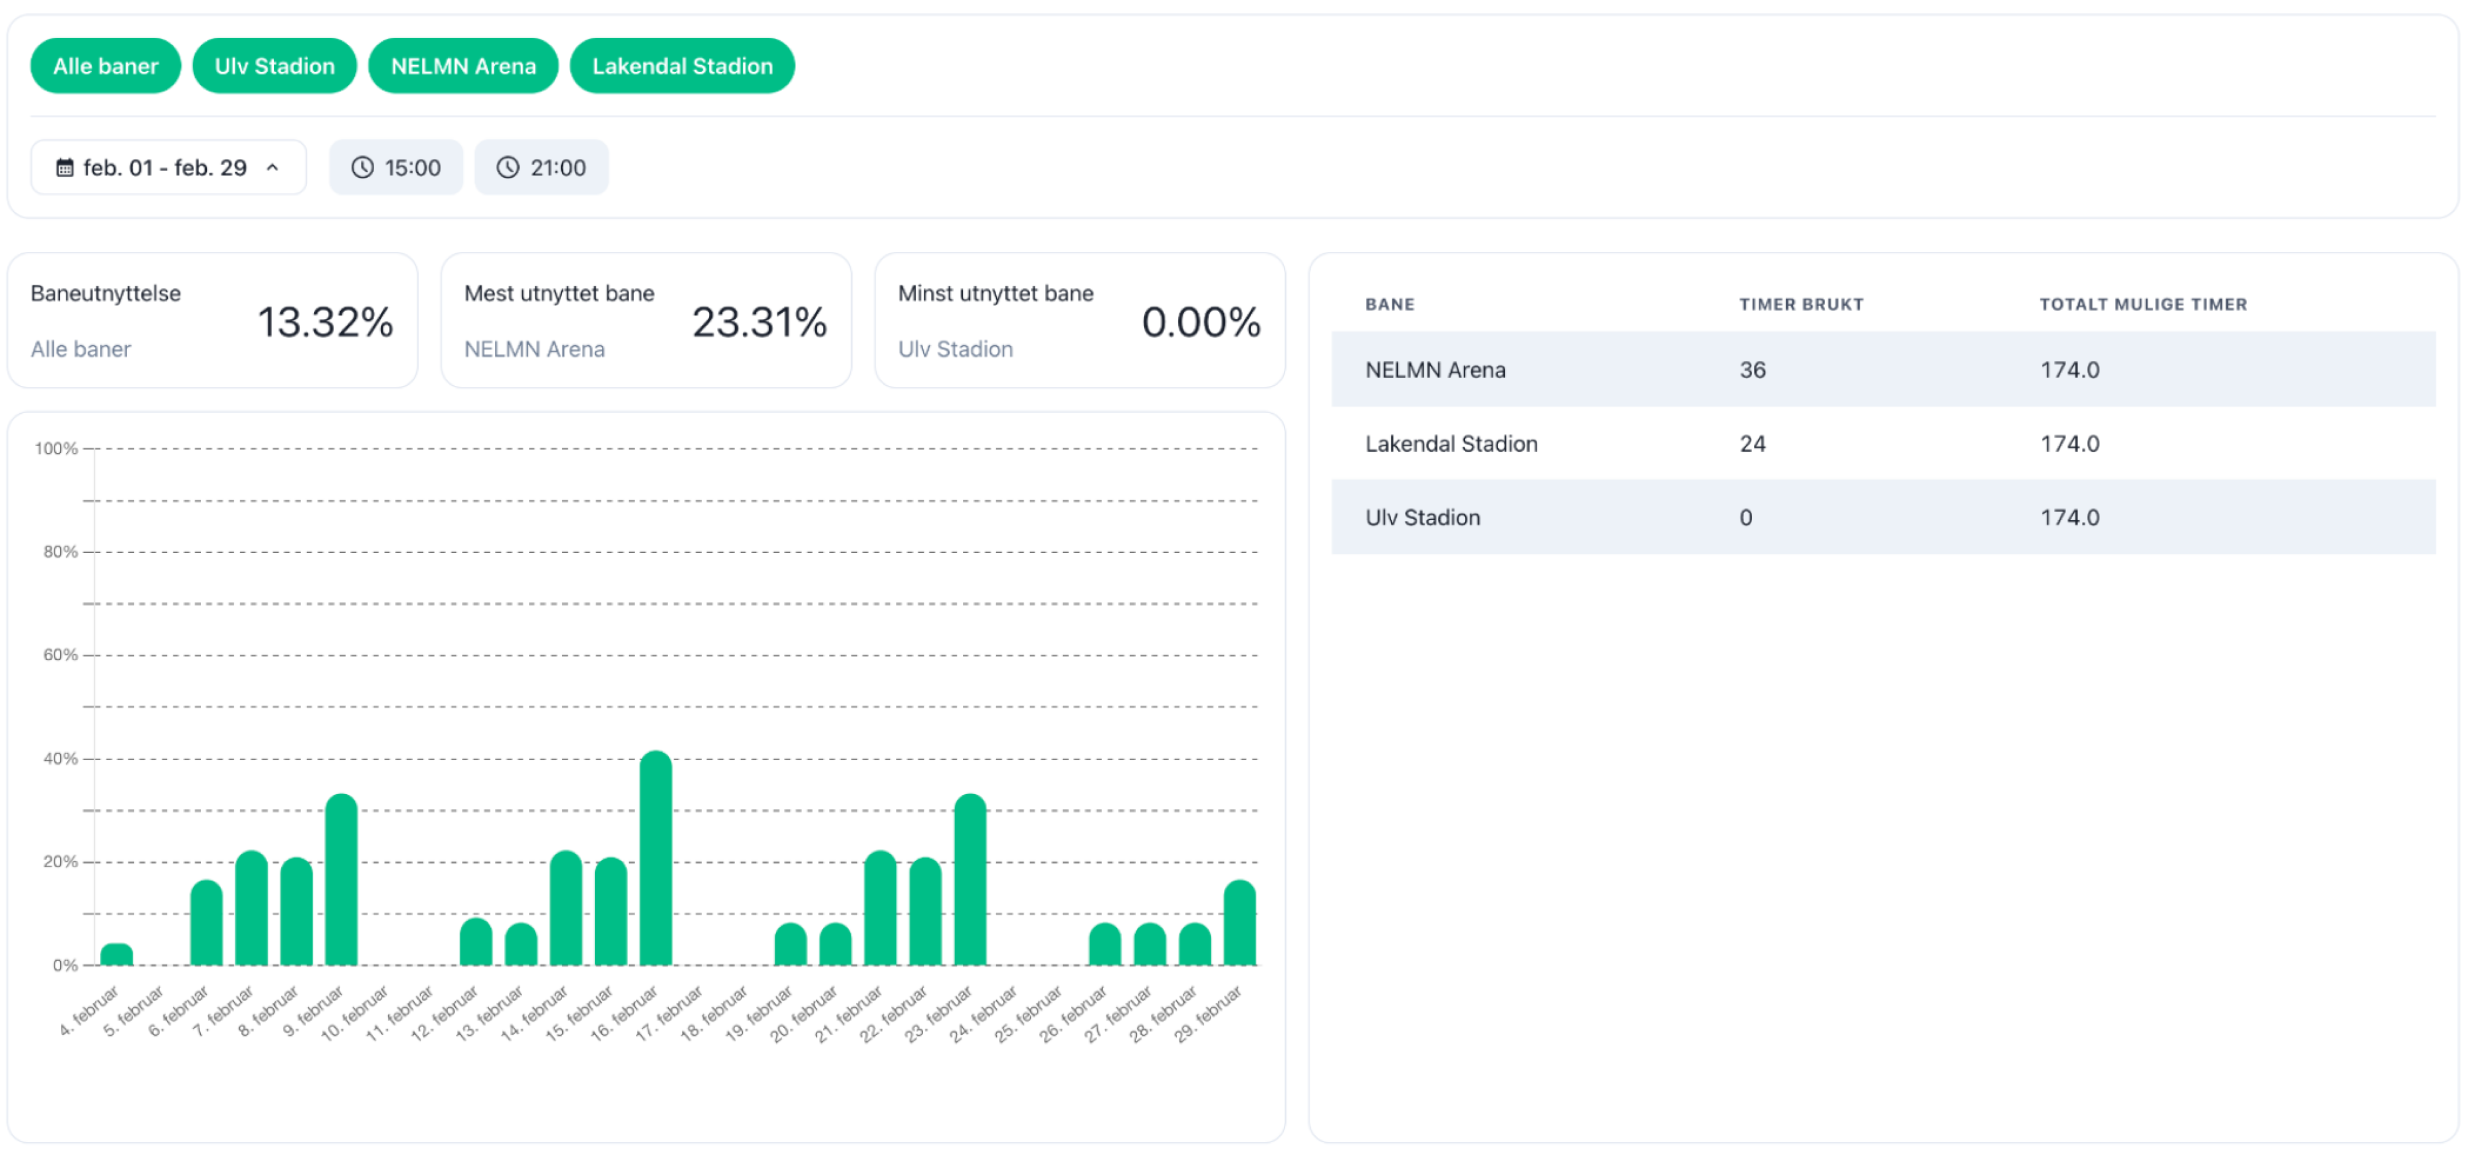 Alle baner Ulv Stadion NELMN Arena Lakendal Stadion
feb. 01 - feb. 29 15:00 21:00
Baneutnyttelse
13.32%
Alle baner
Mest utnyttet bane
23.31%
NELMN Arena
Minst utnyttet bane
0.00%
Ulv Stadion
100%
80%
60%
40%
20%
0%
4. februar
5. februar
6. februar
7. februar
8. februar
9. februar
10. februar
11. februar
12. februar
13. februar
14. februar
15. februar
16. februar
17. februar
18. februar
19. februar
20. februar
21. februar
22. februar
23. februar
24. februar
25. februar
26. februar
27. februar
28. februar
29. februar
BANE TIMER BRUKT TOTALT MULIGE TIMER
NELMN Arena 36 174.0
Lakendal Stadion 24 174.0
Ulv Stadion 0 174.0